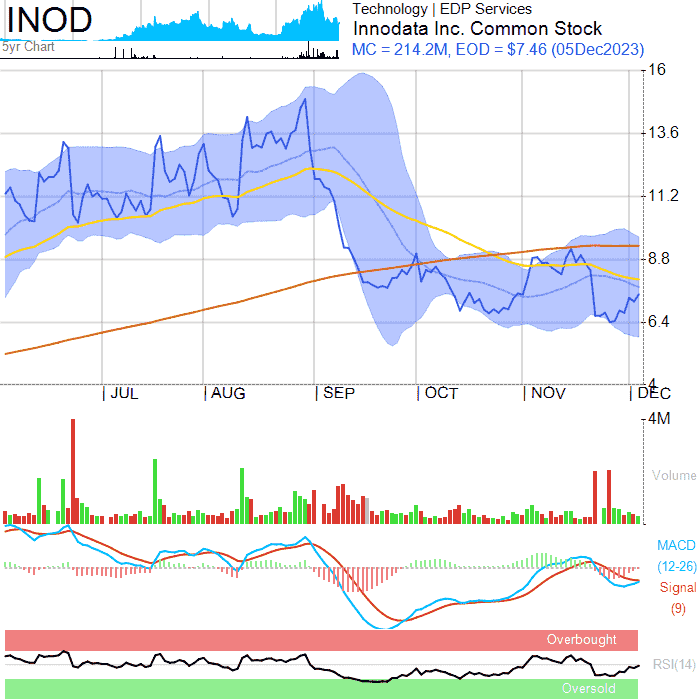 INOD
5yr Chart
Technology | EDP Services
Innodata Inc. Common Stock
MC = 214.2M, EOD = $7.46 (05Dec2023)
16
13.6
11.2
8.8
6.4
4
JUL AUG SEP OCT NOV DEC
4M
Volume
MACD
(12-26)
Signal
(9)
Overbought
RSI(14)
Oversold